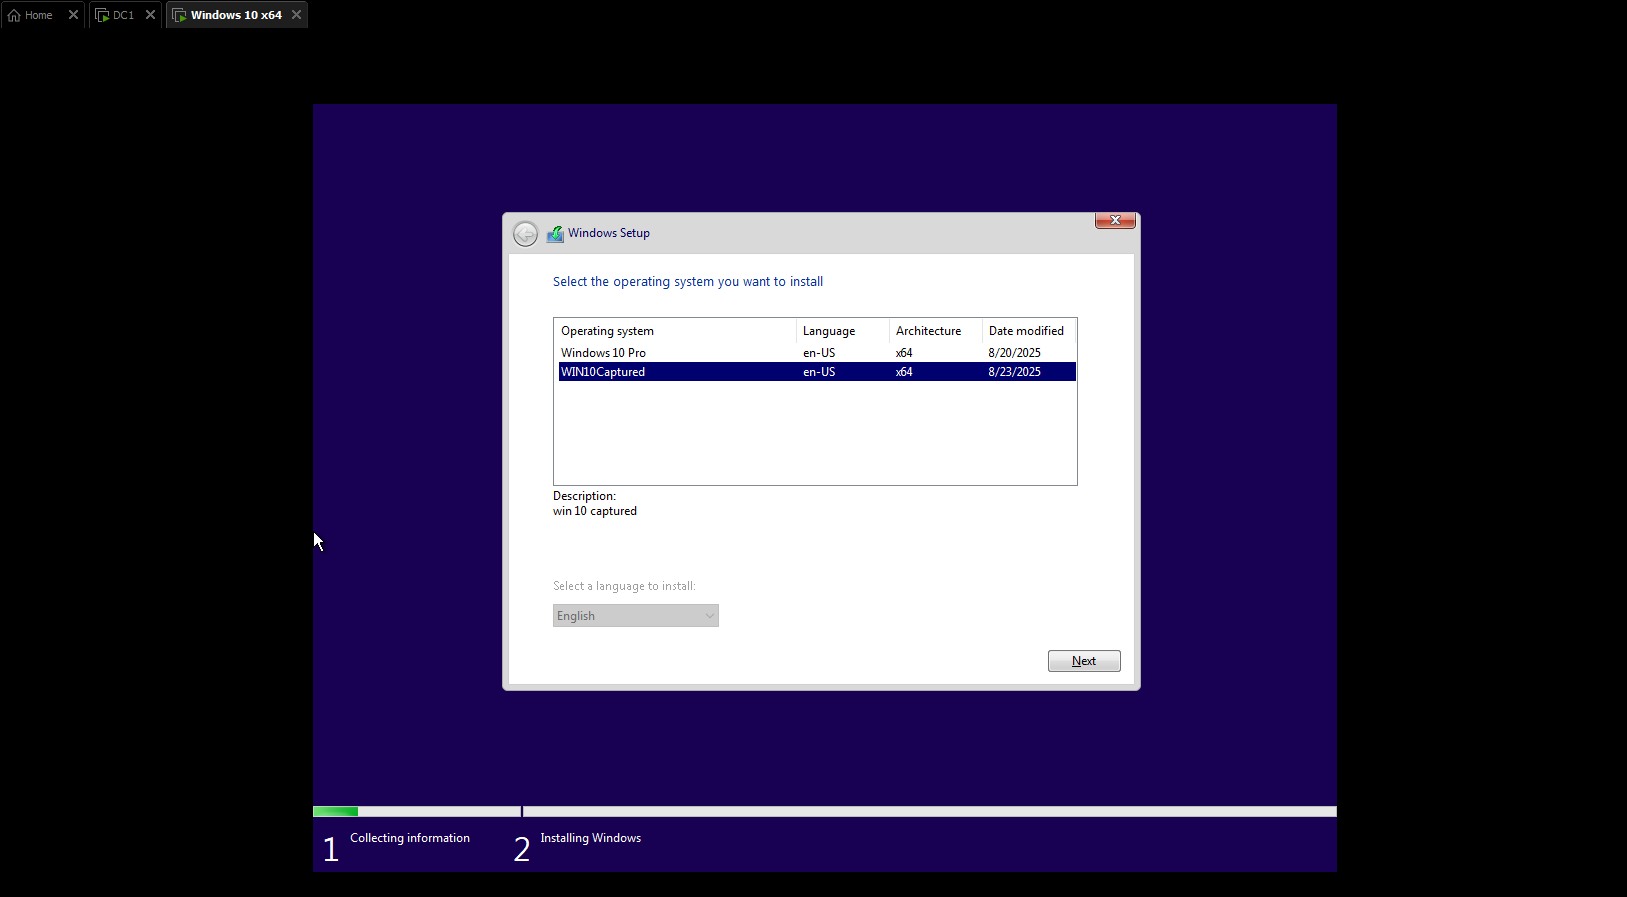 Home
DC1
Windows 10 x64
Windows Setup
Select the operating system you want to install
Operating system Language Architecture Date modified
Windows 10 Pro en-US x64 8/20/2025
WIN10Captured en-US x64 8/23/2025
Description:
win 10 captured
Select a language to install:
English
Next
1 Collecting information
2 Installing Windows